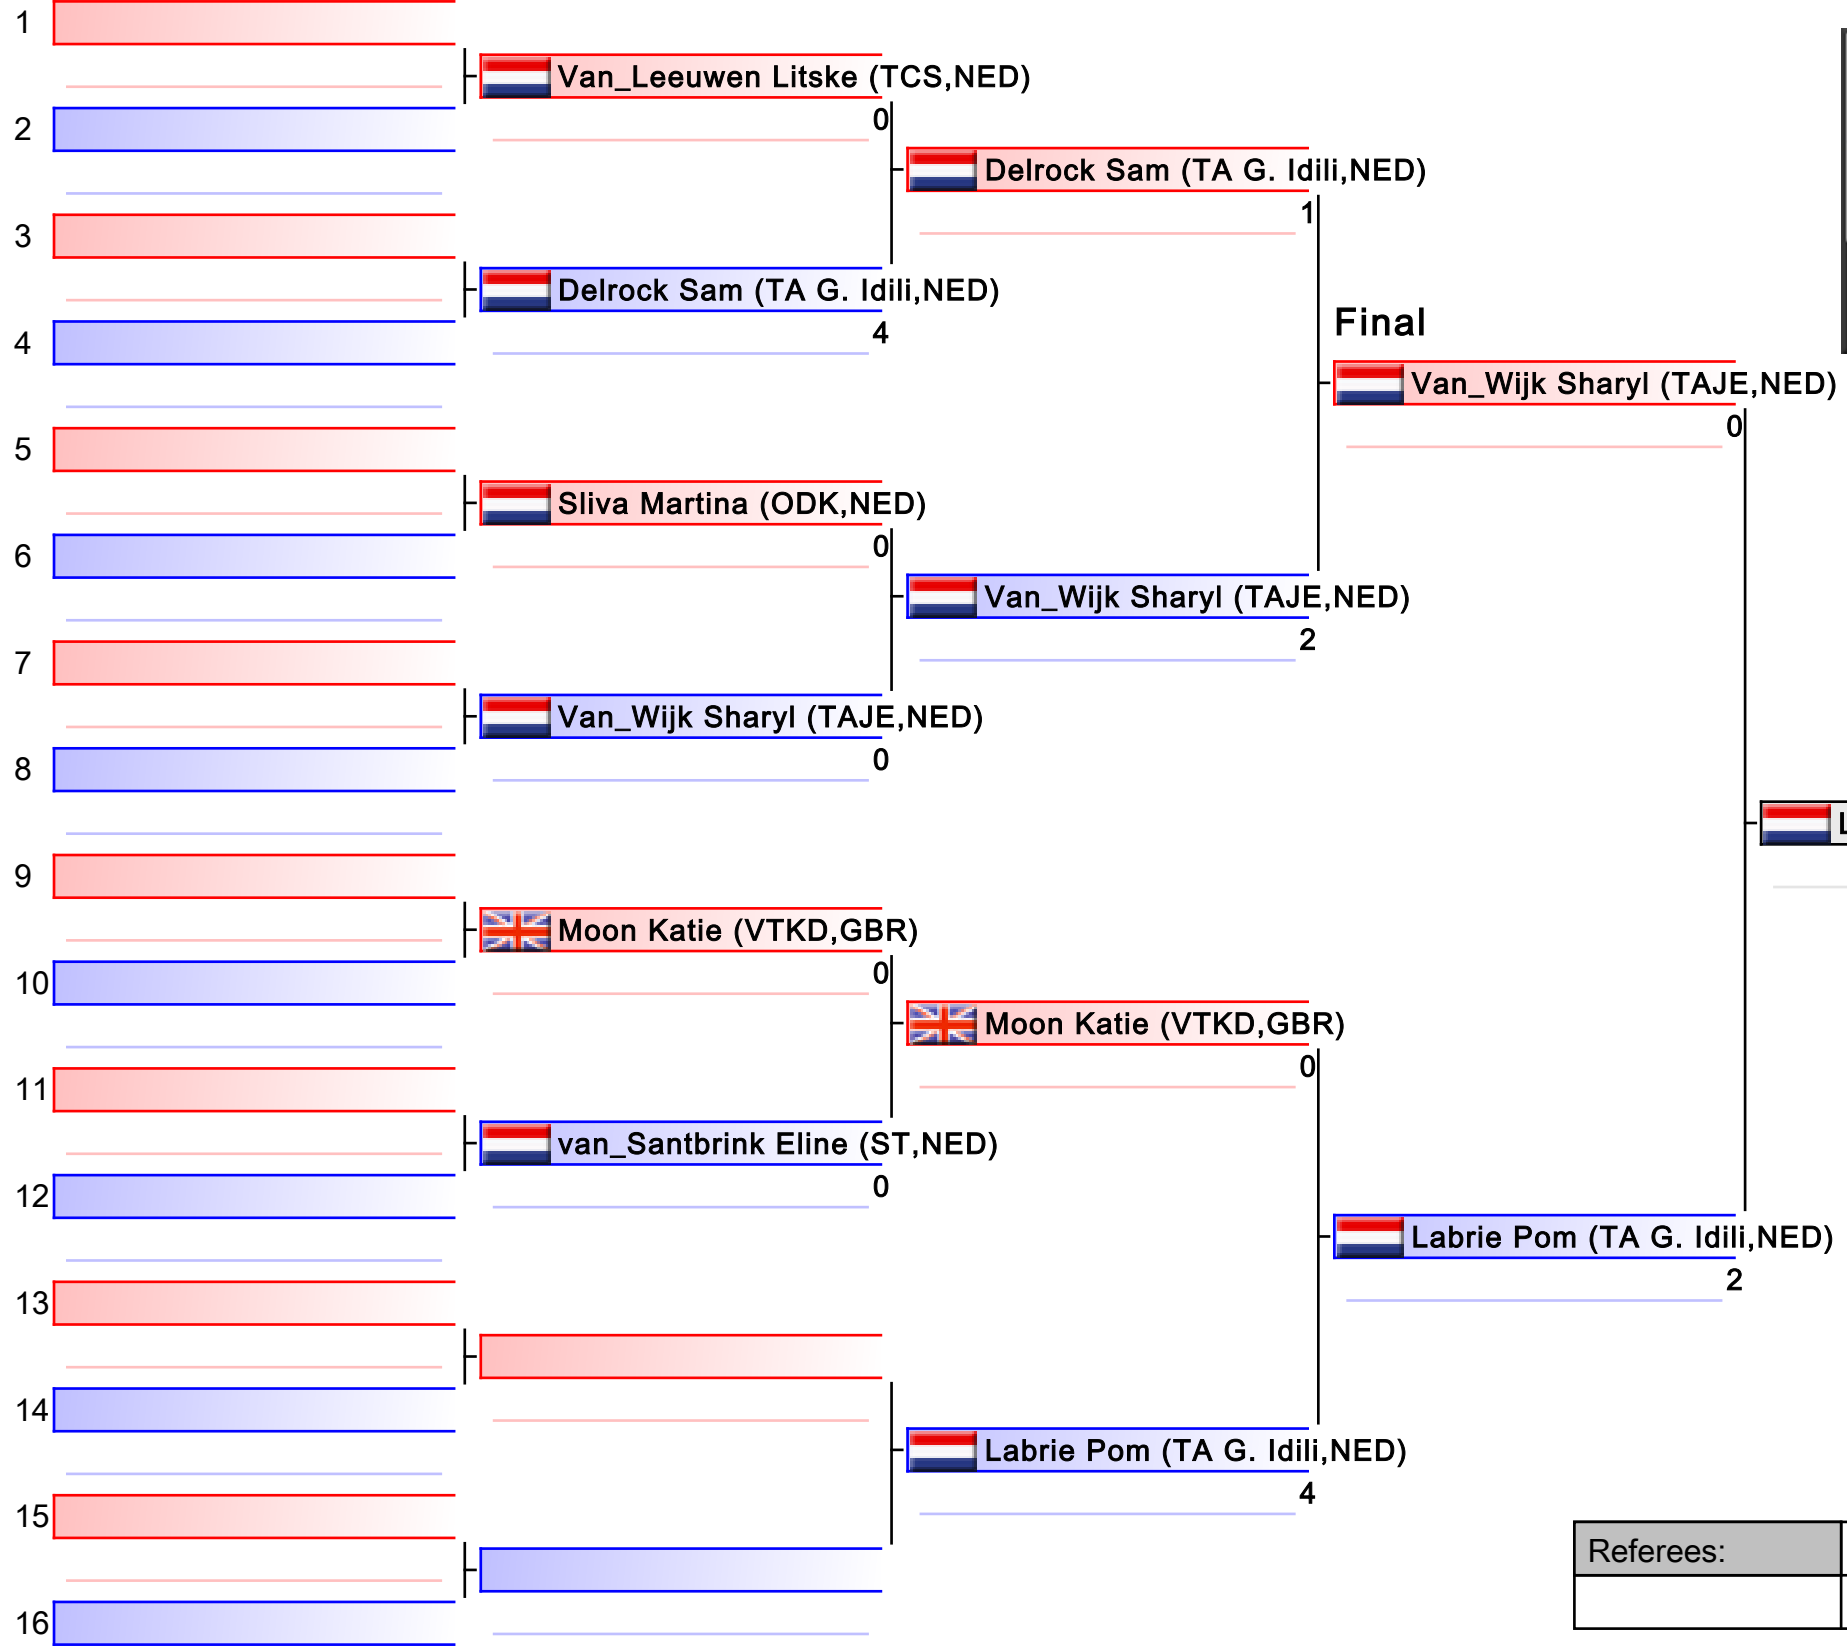 1
Van_Leeuwen Litske (TCS,NED)
0
2
Delrock Sam (TA G. Idili,NED)
1
3
Delrock Sam (TA G. Idili,NED)
4
4
Final
Van_Wijk Sharyl (TAJE,NED)
0
5
Sliva Martina (ODK,NED)
0
6
Van_Wijk Sharyl (TAJE,NED)
2
7
Van_Wijk Sharyl (TAJE,NED)
0
8
L
9
Moon Katie (VTKD,GBR)
0
10
Moon Katie (VTKD,GBR)
0
11
van_Santbrink Eline (ST,NED)
0
12
Labrie Pom (TA G. Idili,NED)
2
13
14
Labrie Pom (TA G. Idili,NED)
4
15
Referees:
16